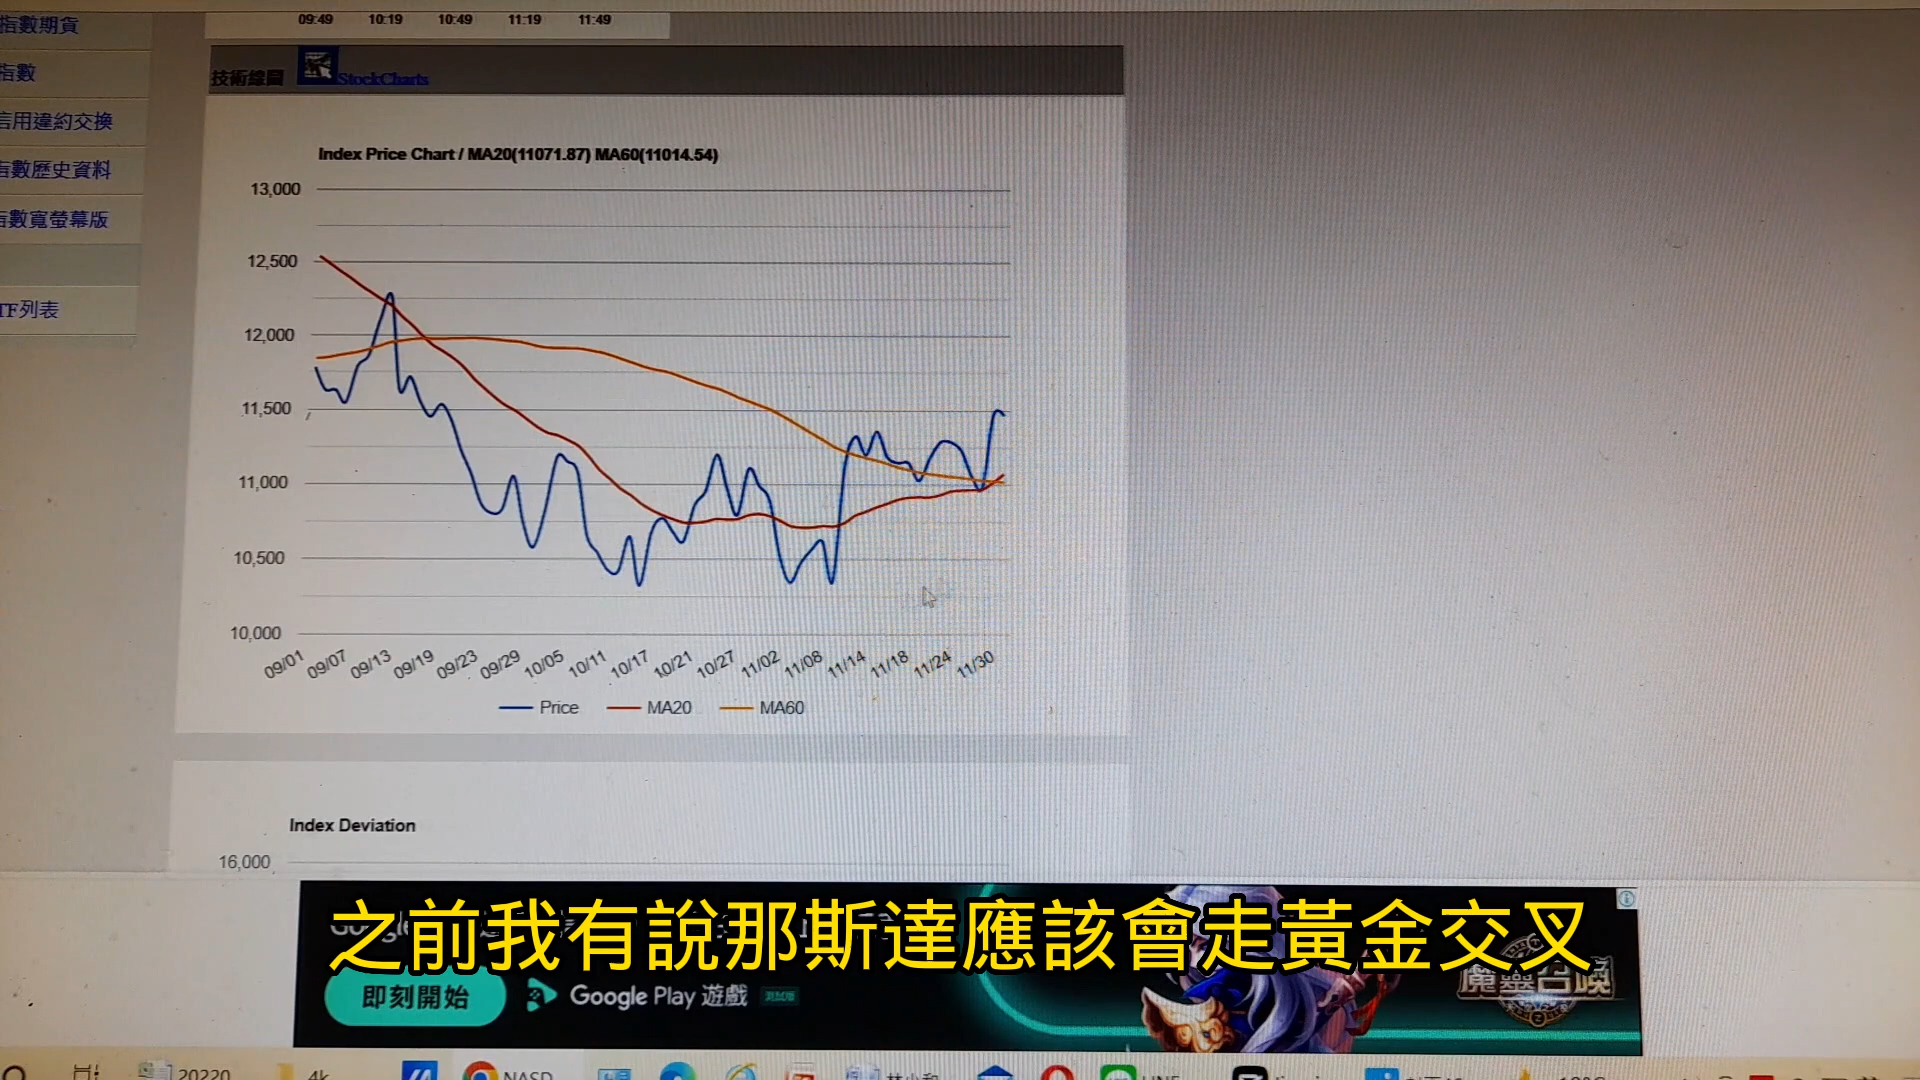 09:49 10:19 10:49 11:19 11:49
指數期貨
指數
信用違約交換
指數歷史資料
指數寬螢幕版
TF列表
技術線圖 StockCharts
Index Price Chart / MA20(11071.87) MA60(11014.54)
13,000
12,500
12,000
11,500
11,000
10,500
10,000
09/01 09/07 09/13 09/19 09/23 09/29 10/05 10/11 10/17 10/21 10/27 11/02 11/08 11/14 11/18 11/24 11/30
Price MA20 MA60
Index Deviation
16,000
之前我有說那斯達應該會走黃金交叉
即刻開始
Google Play 遊戲 測試版
魔靈召喚
20220
4k
NASD